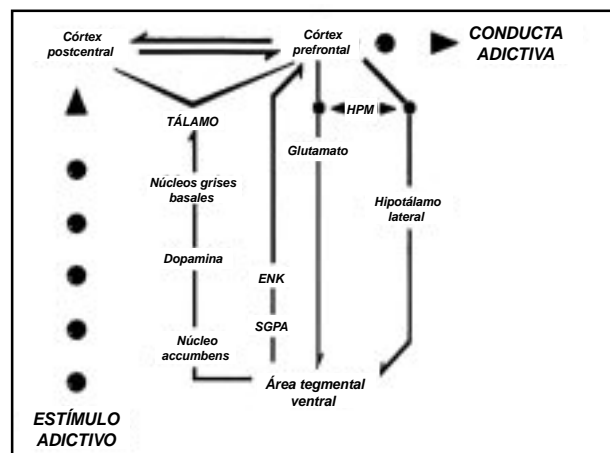 Córtex
postcentral
Córtex
prefrontal
CONDUCTA
ADICTIVA
TÁLAMO
HPM
Glutamato
Núcleos grises
basales
Hipotálamo
lateral
Dopamina
ENK
SGPA
Núcleo
accumbens
Área tegmental
ventral
ESTÍMULO
ADICTIVO